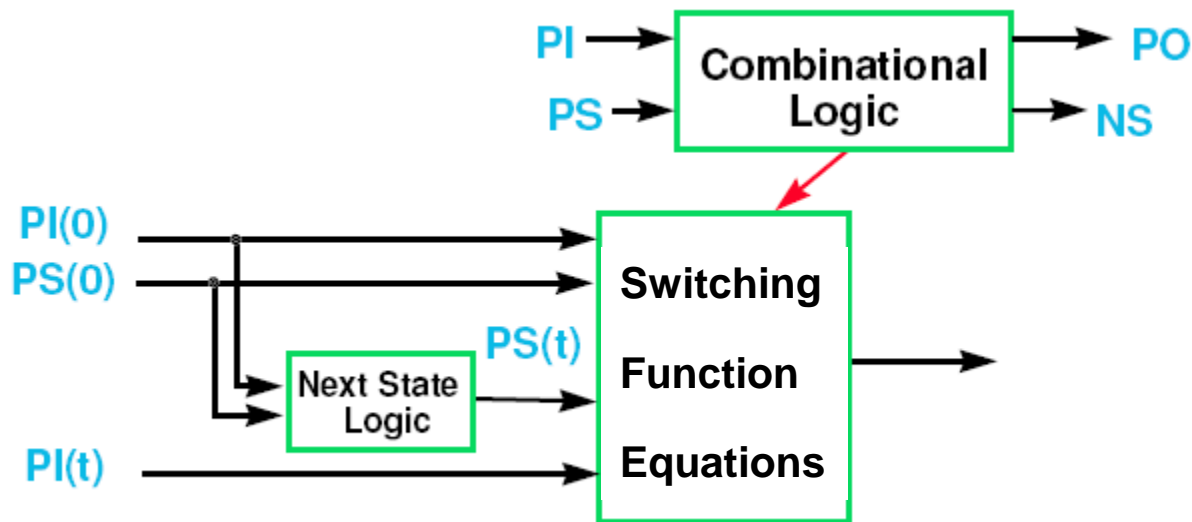 PI
PO
Combinational
Logic
PS
NS
PI(0)
PS(0)
Switching
PS(t)
Function
Next State
Logic
PI(t)
Equations